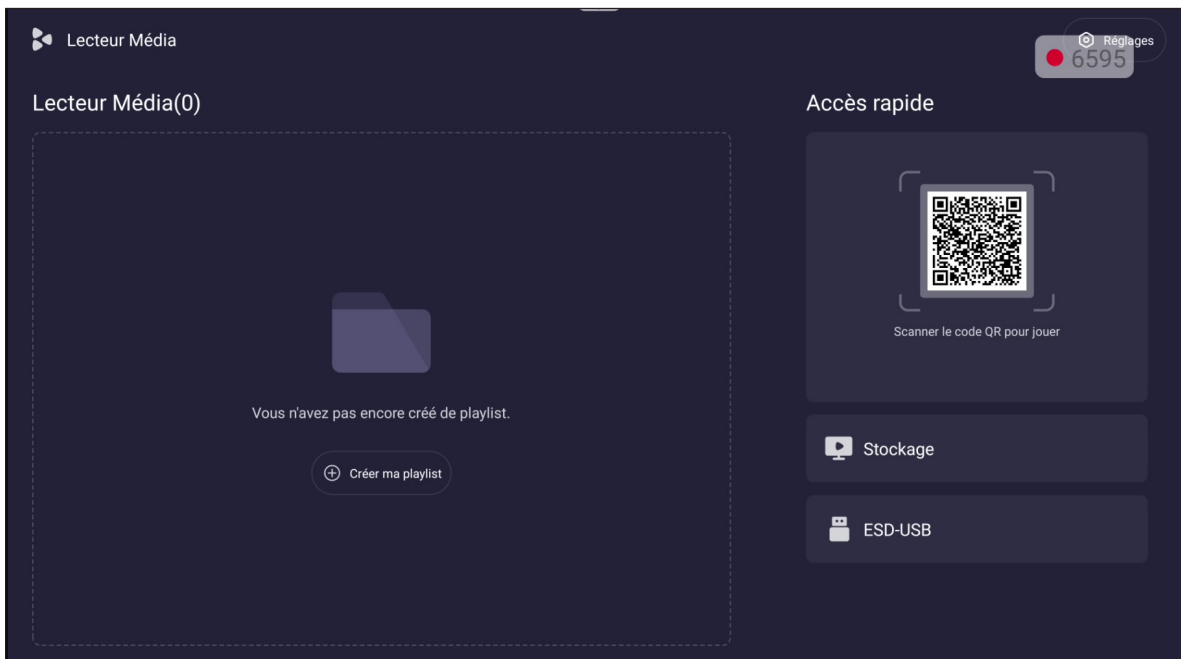 Lecteur Média
Réglages
6595
Lecteur Média(0)
Accès rapide
Scanner le code QR pour jouer
Vous n'avez pas encore créé de playlist.
Créer ma playlist
Stockage
ESD-USB